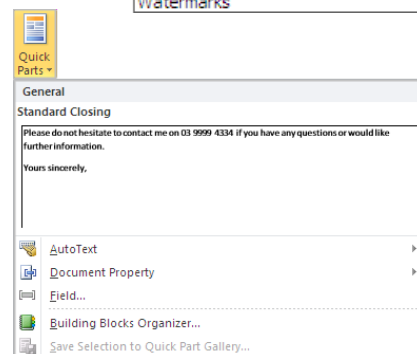 Watermarks
Quick
Parts
General
Standard Closing
Please do not hesitate to contact me on 03 9999 4334 if you have any questions or would like
further information.
Yours sincerely,
AutoText
Document Property
Field...
Building Blocks Organizer...
Save Selection to Quick Part Gallery...